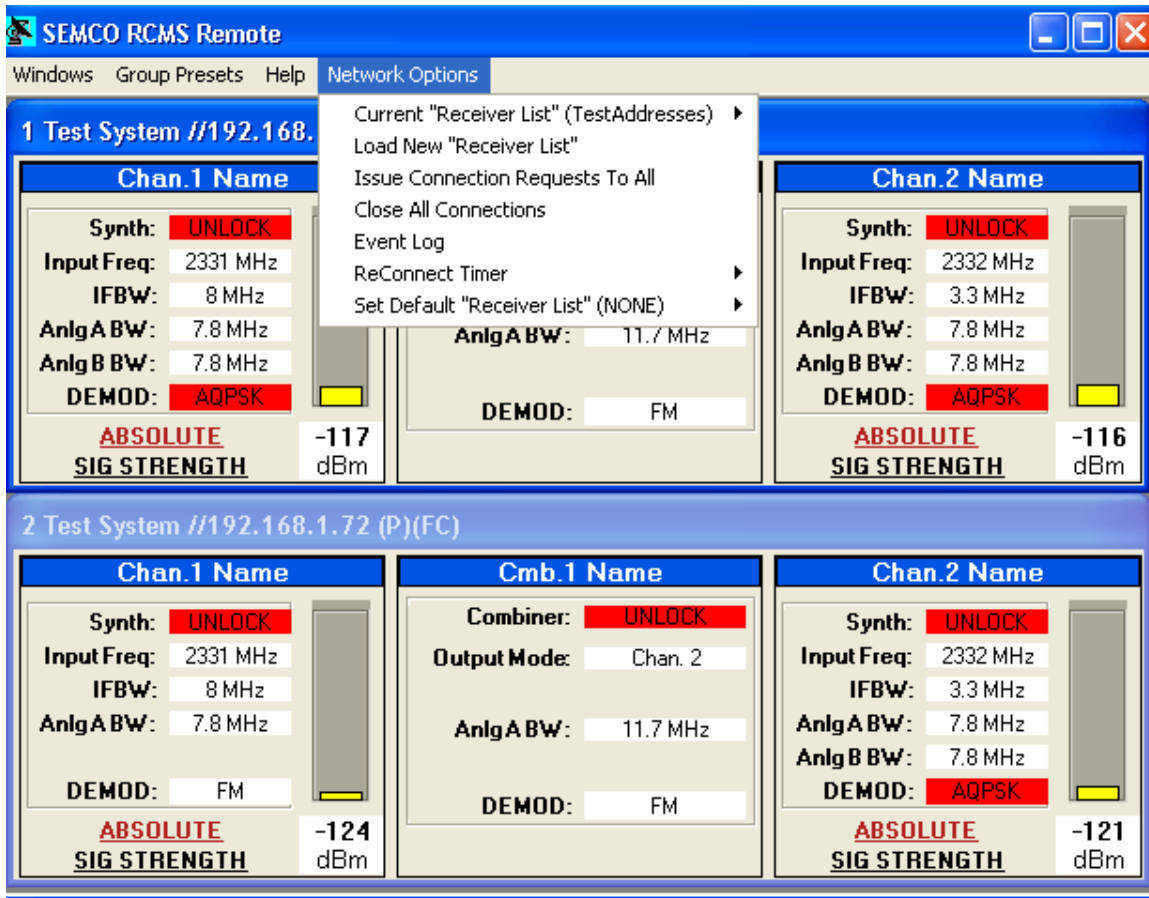 SEMCO RCMS Remote
Windows Group Presets Help Network Options
Current "Receiver List" (TestAddresses)
Load New "Receiver List"
Issue Connection Requests To All
Close All Connections
Event Log
ReConnect Timer
Set Default "Receiver List" (NONE)
1 Test System //192.168.
Chan.1 Name
Synth: UNLOCK
Input Freq: 2331 MHz
IFBW: 8 MHz
Anlg A BW: 7.8 MHz
Anlg B BW: 7.8 MHz
DEMOD: AQPSK
ABSOLUTE
SIG STRENGTH
-117
dBm
Anlg A BW: 11.7 MHz
DEMOD: FM
Chan.2 Name
Synth: UNLOCK
Input Freq: 2332 MHz
IFBW: 3.3 MHz
Anlg A BW: 7.8 MHz
Anlg B BW: 7.8 MHz
DEMOD: AQPSK
ABSOLUTE
SIG STRENGTH
-116
dBm
2 Test System //192.168.1.72 (P)(FC)
Chan.1 Name
Synth: UNLOCK
Input Freq: 2331 MHz
IFBW: 8 MHz
Anlg A BW: 7.8 MHz
DEMOD: FM
ABSOLUTE
SIG STRENGTH
-124
dBm
Cmb.1 Name
Combiner: UNLOCK
Output Mode: Chan. 2
Anlg A BW: 11.7 MHz
DEMOD: FM
Chan.2 Name
Synth: UNLOCK
Input Freq: 2332 MHz
IFBW: 3.3 MHz
Anlg A BW: 7.8 MHz
Anlg B BW: 7.8 MHz
DEMOD: AQPSK
ABSOLUTE
SIG STRENGTH
-121
dBm